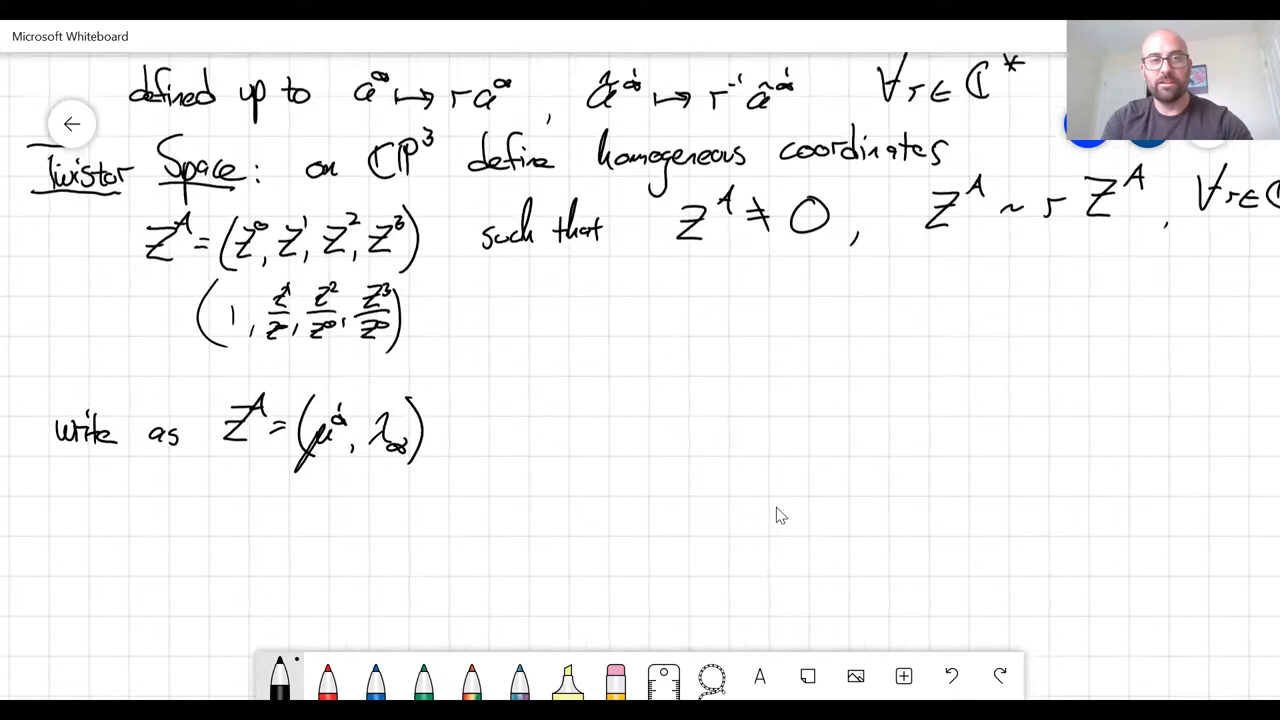 Microsoft Whiteboard
defined up to a^α ↦ r a^α , ã^α̇ ↦ r^-1 ã^α̇ ∀ r ∈ ℂ*
Twistor Space: on ℂP^3 define homogeneous coordinates
Z^A = (Z^0, Z^1, Z^2, Z^3) such that Z^A ≠ 0 , Z^A ~ r Z^A , ∀ r ∈ ℂ
(1, Z^1/Z^0, Z^2/Z^0, Z^3/Z^0)
write as Z^A = (μ^α̇, λ_α)
A